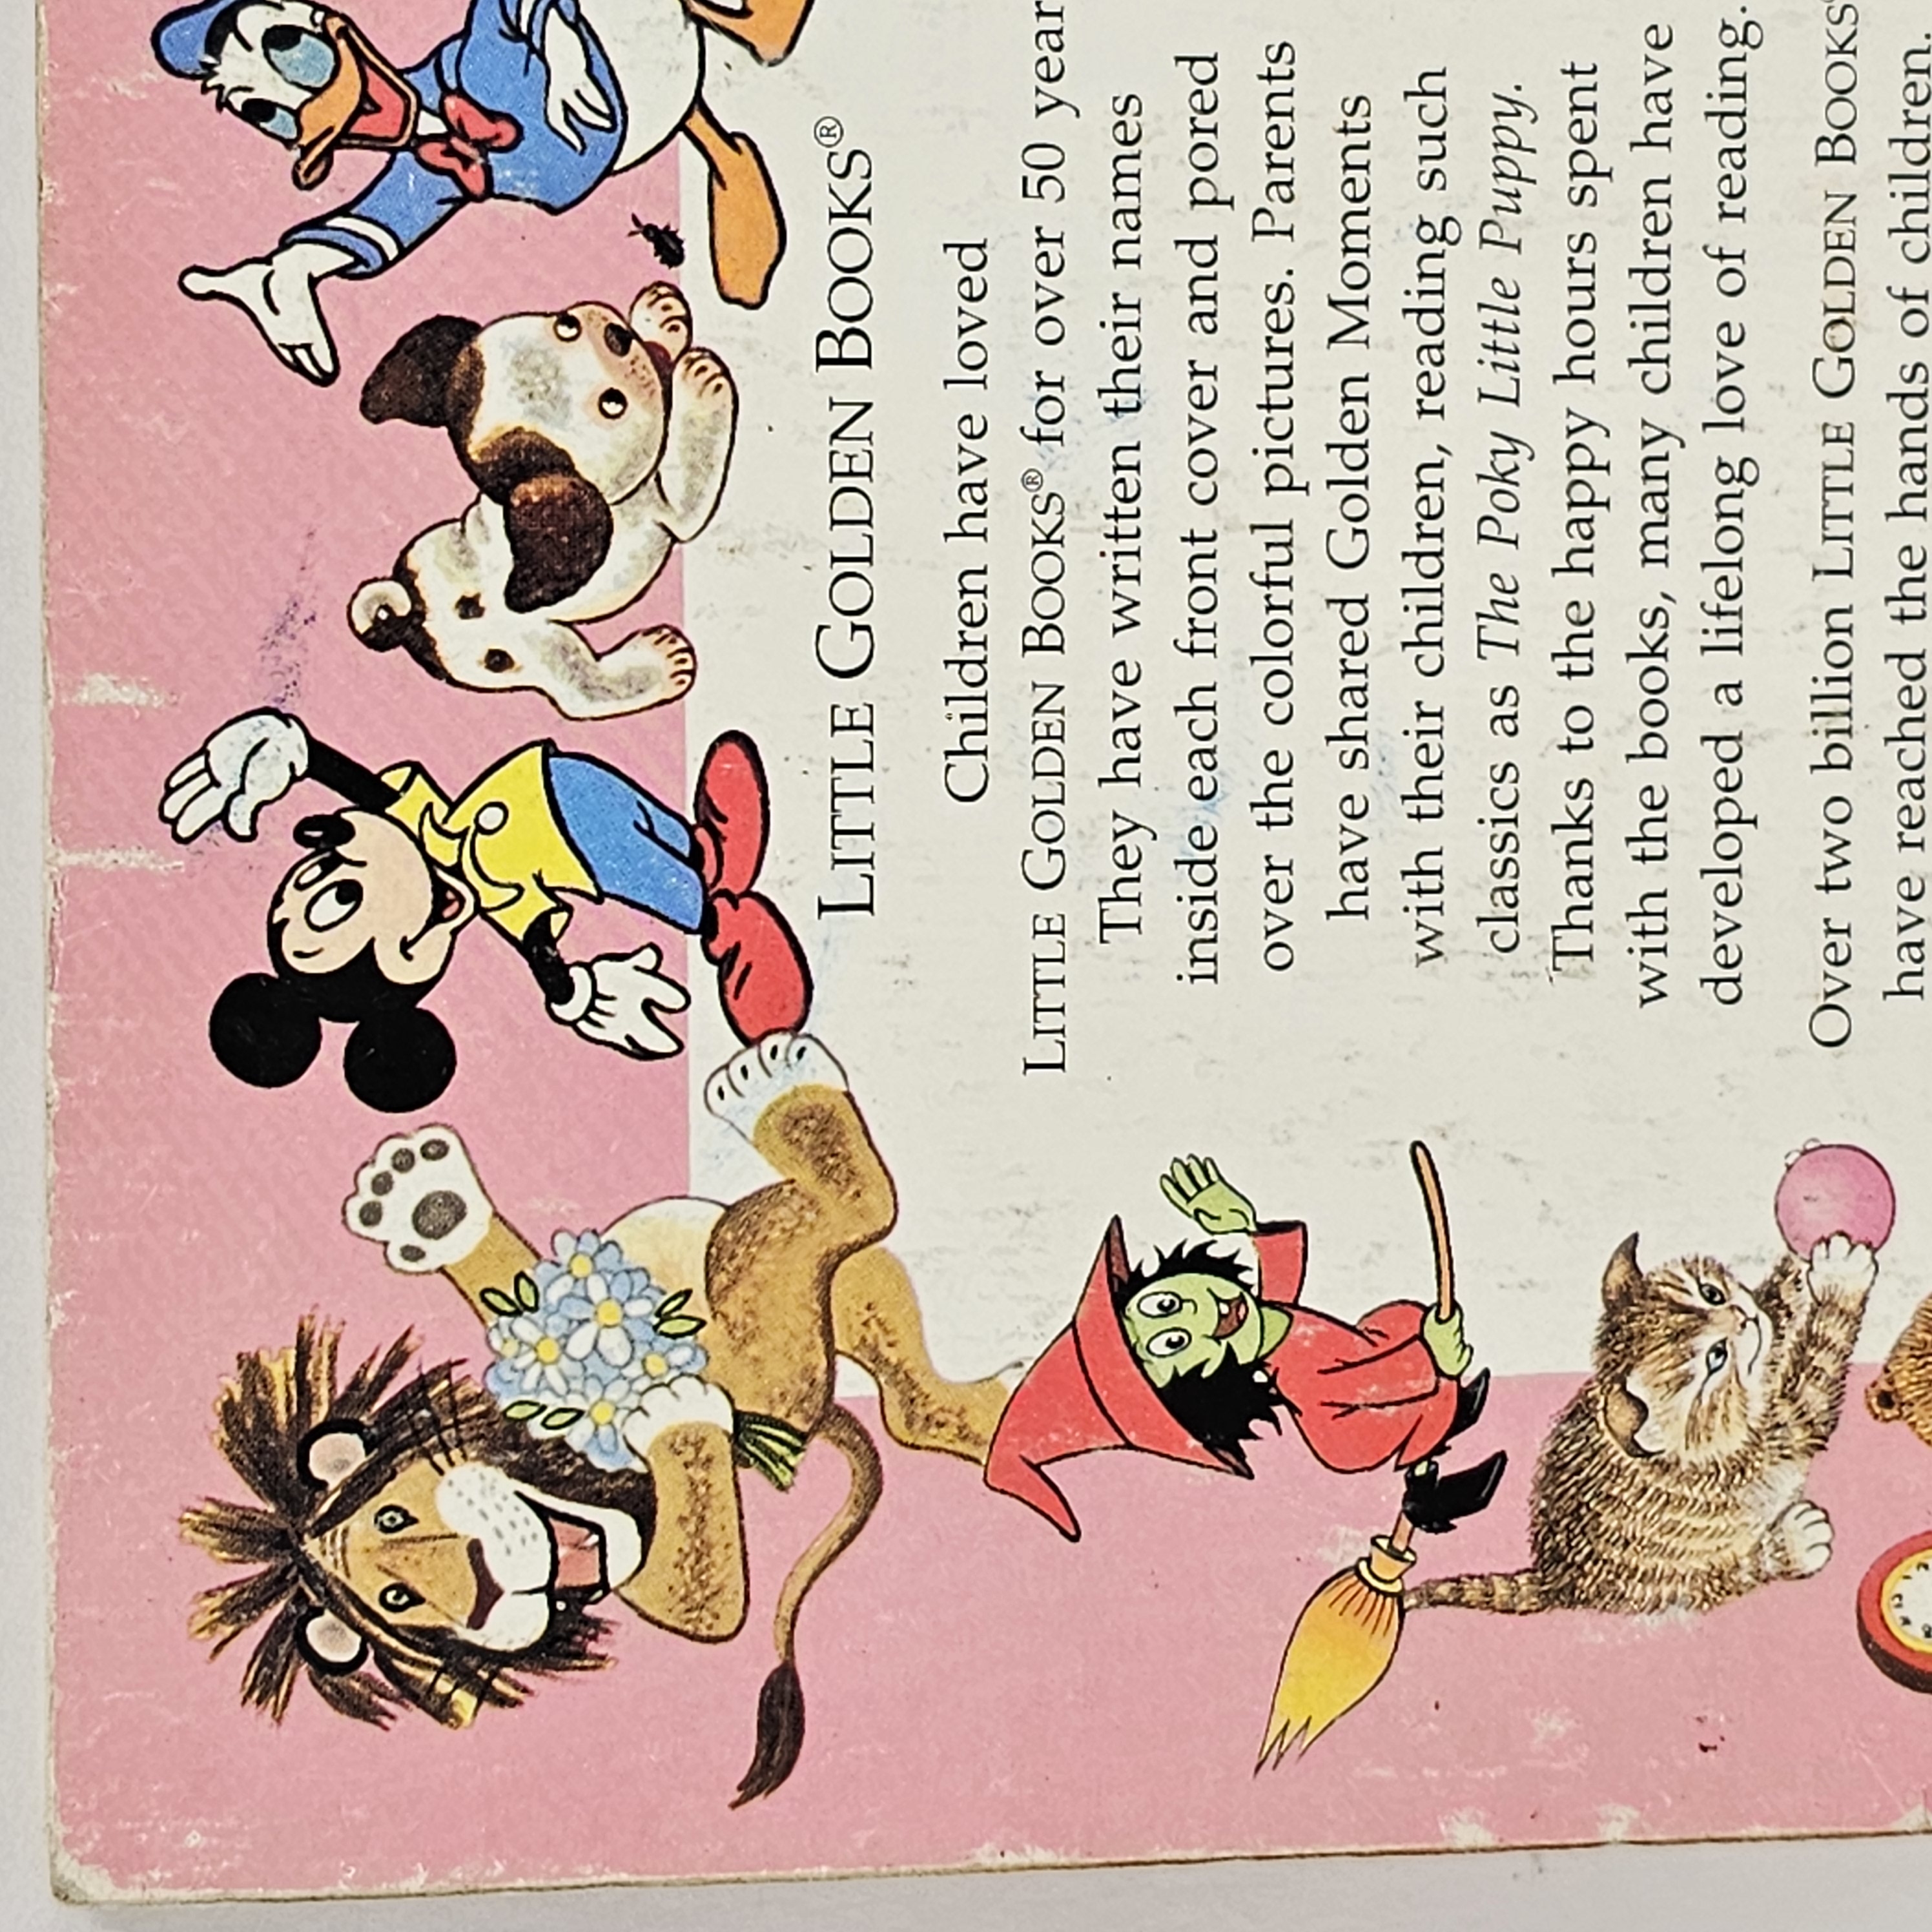 LITTLE GOLDEN BOOKS®
Children have loved
LITTLE GOLDEN BOOKS® for over 50 year
They have written their names
inside each front cover and pored
over the colorful pictures. Parents
have shared Golden Moments
with their children, reading such
classics as The Poky Little Puppy.
Thanks to the happy hours spent
with the books, many children have
developed a lifelong love of reading.
Over two billion LITTLE GOLDEN BOOKS
have reached the hands of children.